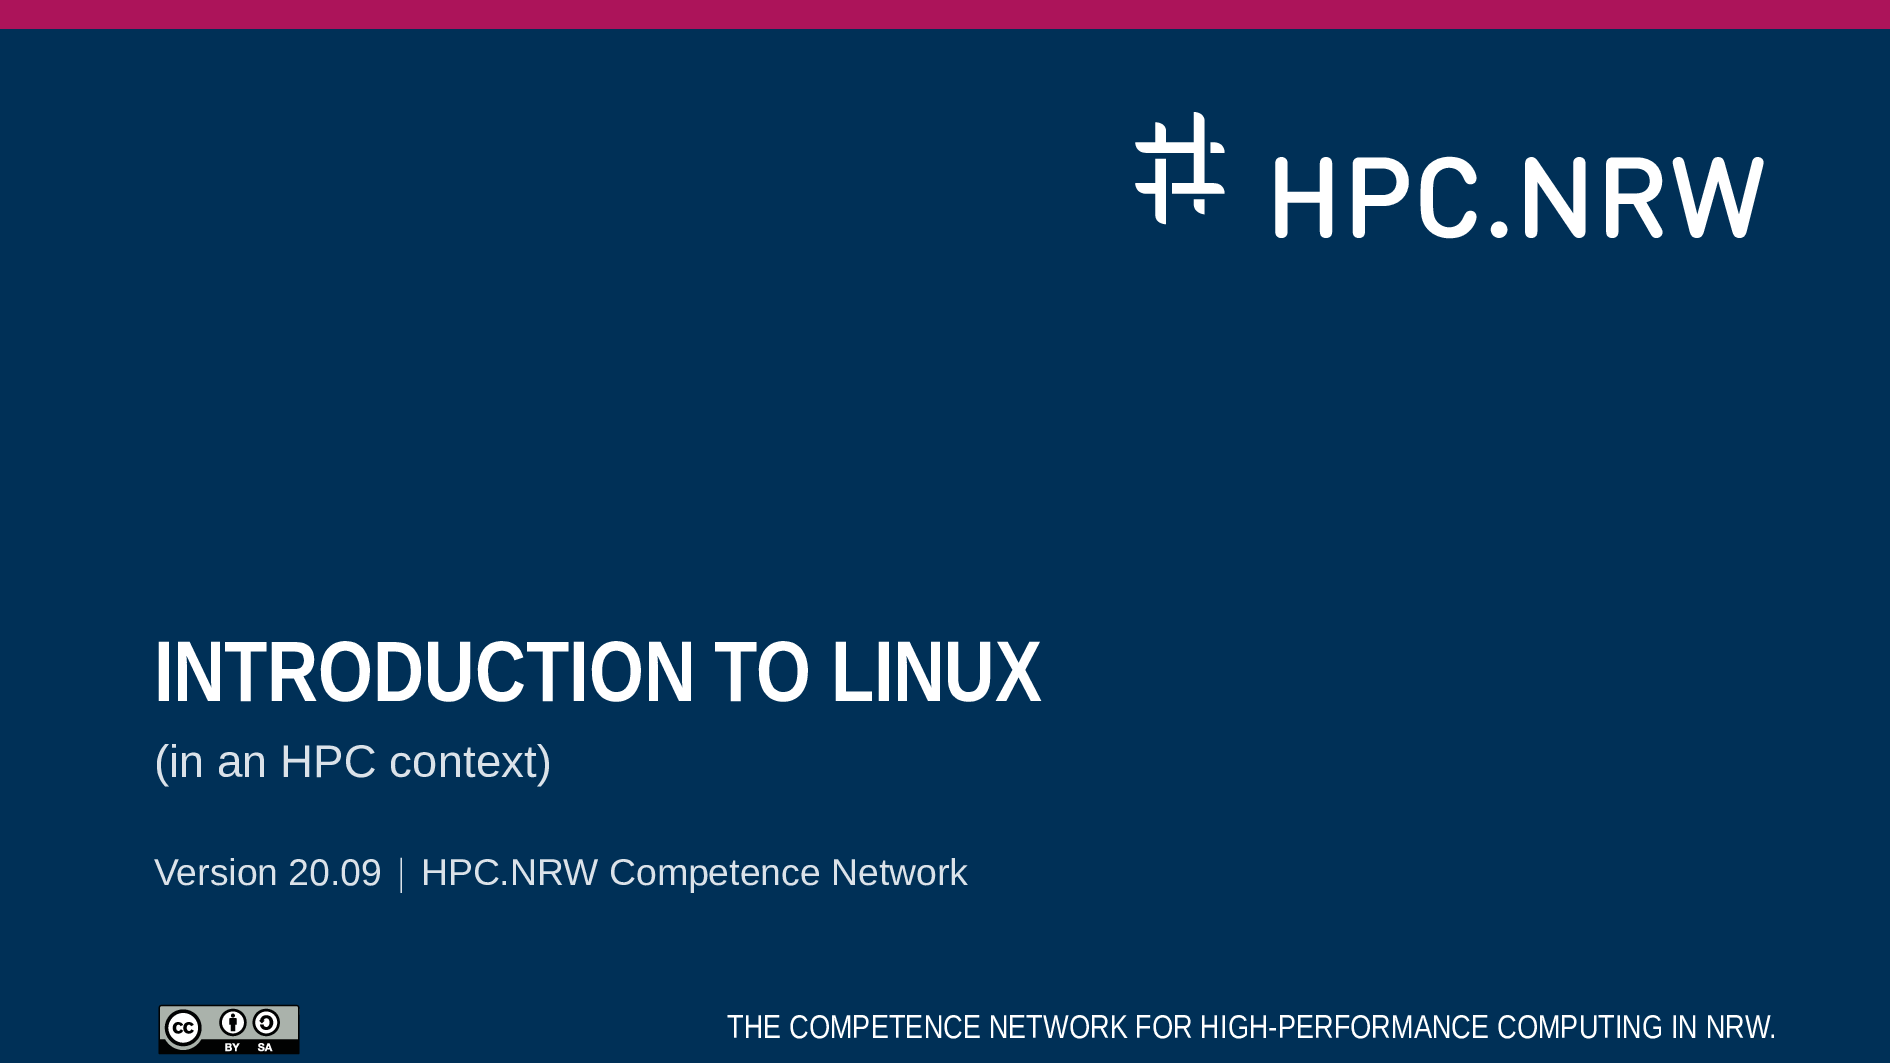 HPC.NRW
INTRODUCTION TO LINUX
(in an HPC context)
Version 20.09 | HPC.NRW Competence Network
cc BY SA
THE COMPETENCE NETWORK FOR HIGH-PERFORMANCE COMPUTING IN NRW.